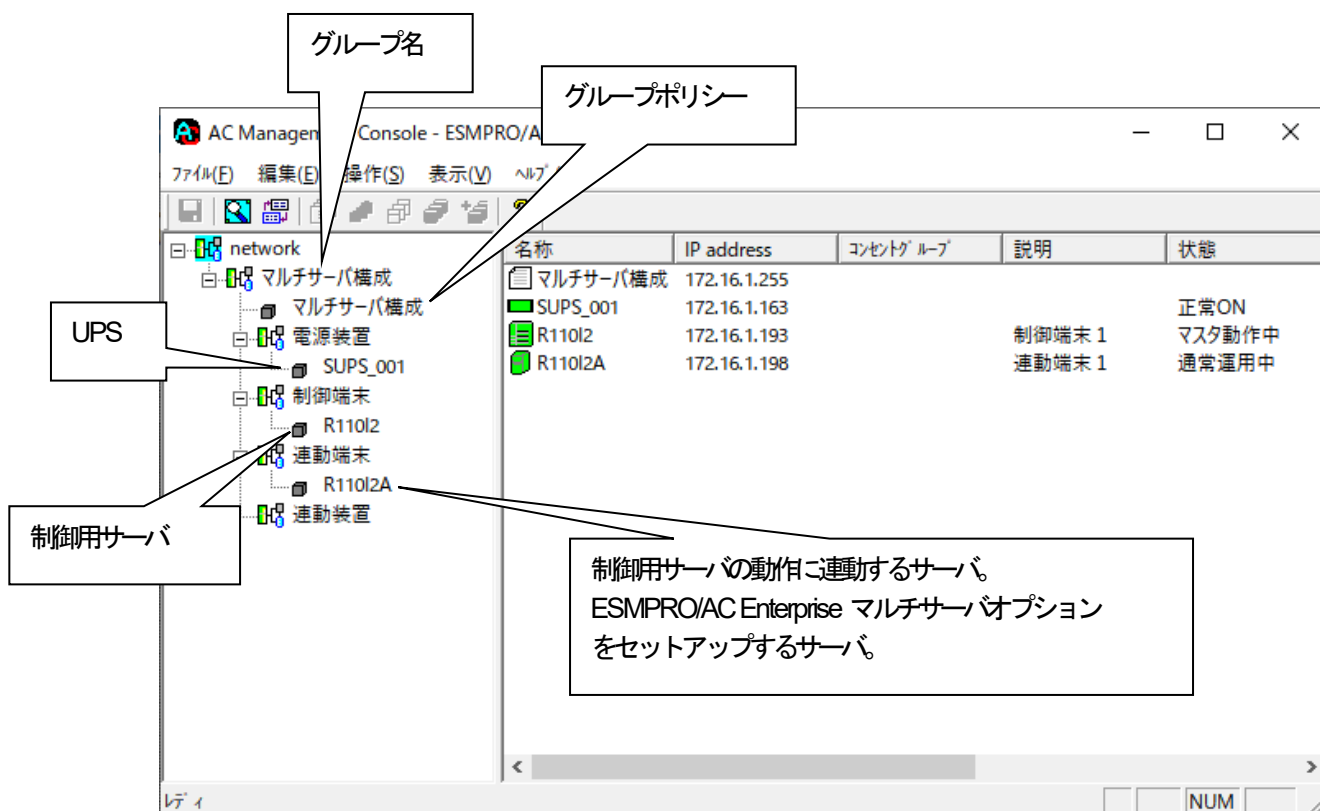 グループ名
グループポリシー
AC Managem Console - ESMPRO/A
ﾌｧｲﾙ(F) 編集(E) 操作(S) 表示(V) ﾍﾙﾌﾟ
network
マルチサーバ構成
マルチサーバ構成
電源装置
SUPS_001
制御端末
R110I2
連動端末
R110I2A
連動装置
UPS
制御用サーバ
名称 IP address ｺﾝｾﾝﾄｸﾞﾙｰﾌﾟ 説明 状態
マルチサーバ構成 172.16.1.255
SUPS_001 172.16.1.163 正常ON
R110I2 172.16.1.193 制御端末 1 マスタ動作中
R110I2A 172.16.1.198 連動端末 1 通常運用中
制御用サーバの動作に連動するサーバ。
ESMPRO/AC Enterprise マルチサーバオプション
をセットアップするサーバ。
ﾚﾃﾞｨ NUM